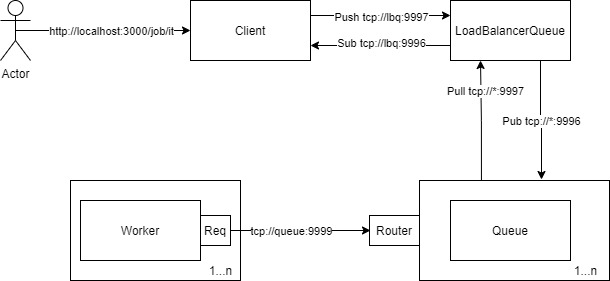 Actor
http://localhost:3000/job/it
Client
Push tcp://lbq:9997
Sub tcp://lbq:9996
LoadBalancerQueue
Pull tcp://*:9997
Pub tcp://*:9996
Worker
Req
tcp://queue:9999
Router
Queue
1...n
1...n